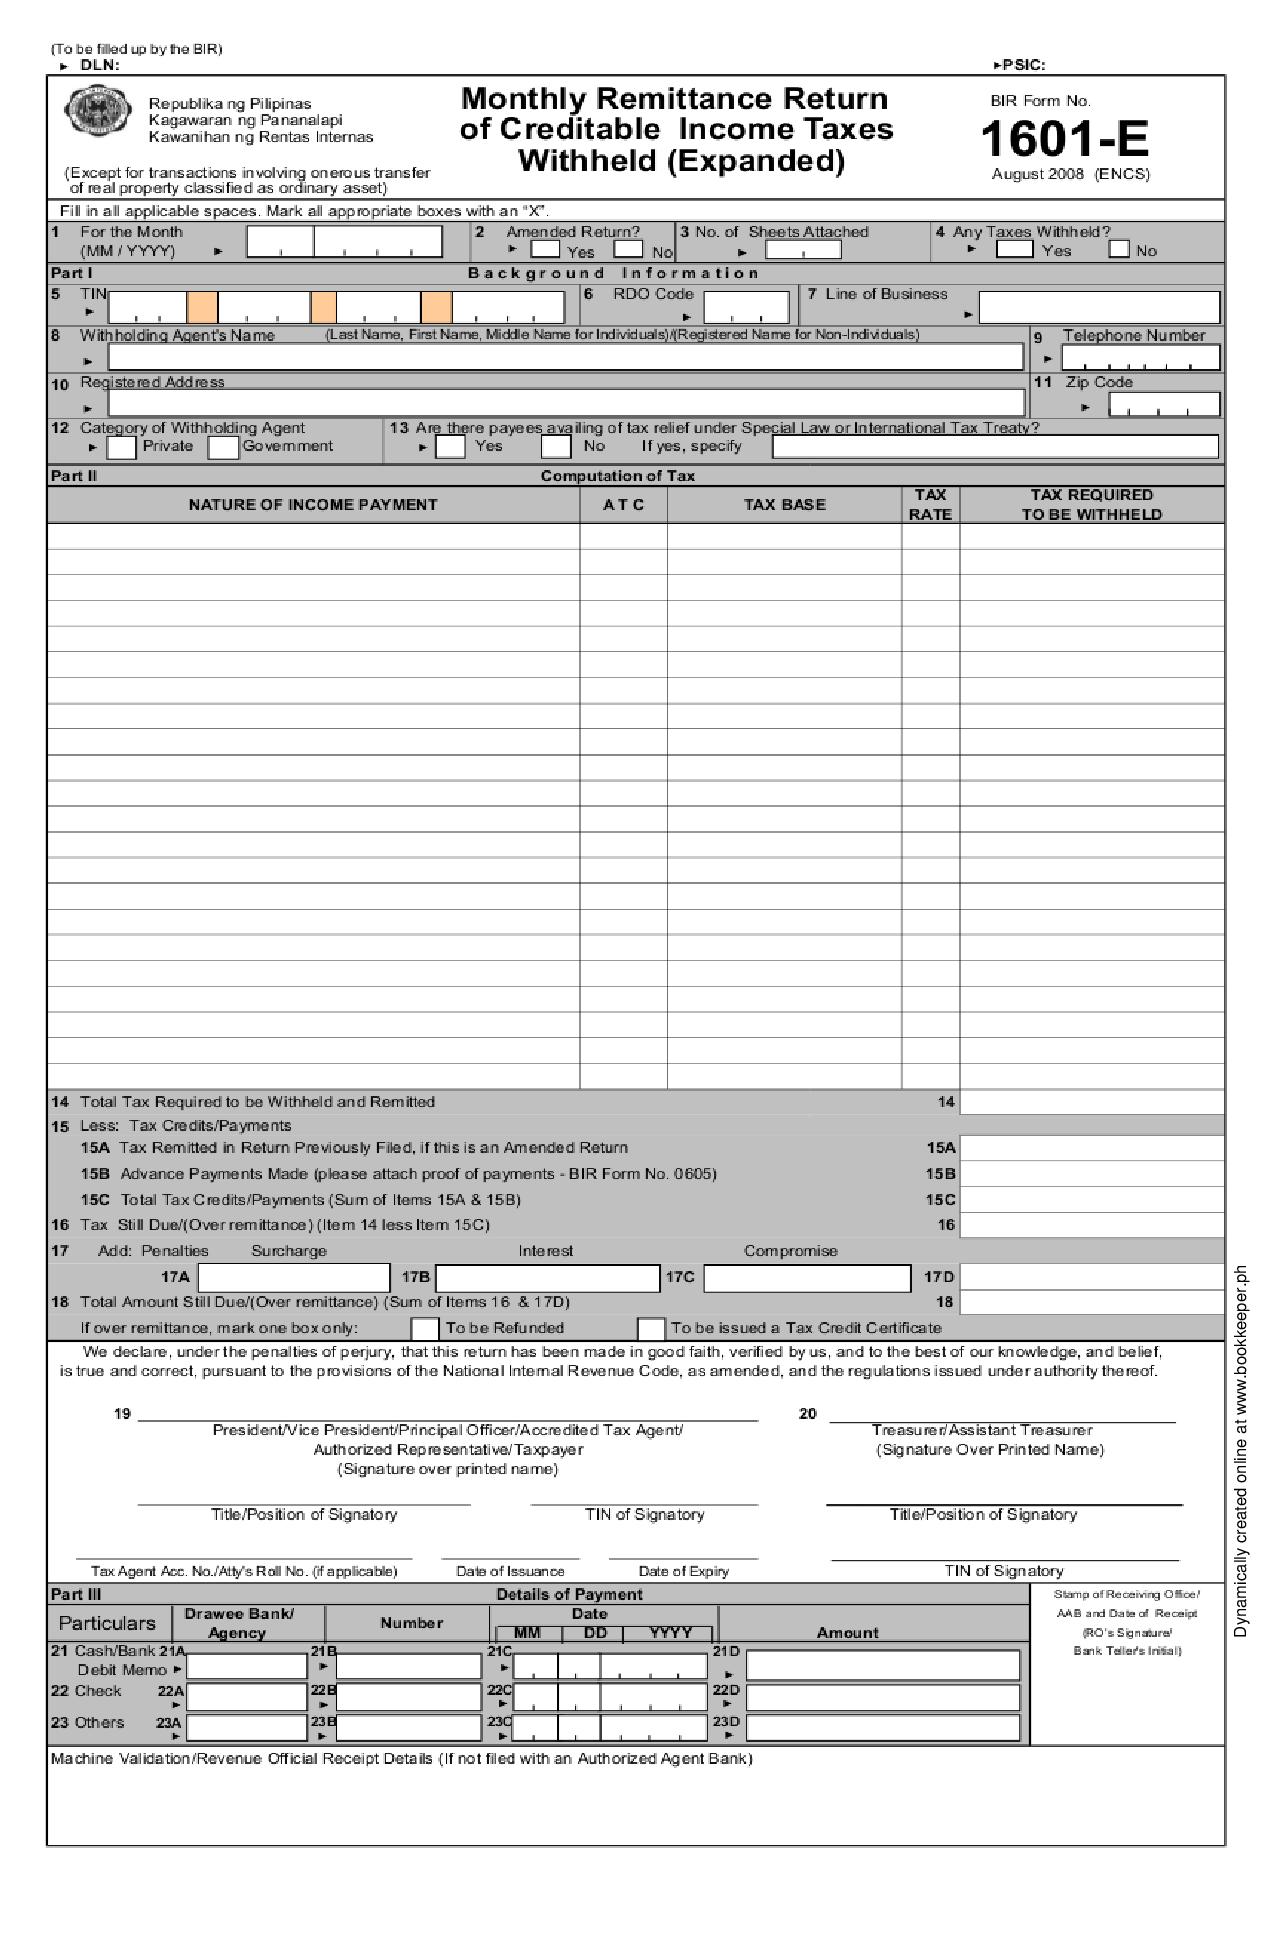 (To be filled up by the BIR)
► DLN: ►PSIC:
Republika ng Pilipinas
Kagawaran ng Pananalapi
Kawanihan ng Rentas Internas
(Except for transactions involving onerous transfer
of real property classified as ordinary asset)
Monthly Remittance Return
of Creditable Income Taxes
Withheld (Expanded)
BIR Form No.
1601-E
August 2008 (ENCS)
Fill in all applicable spaces. Mark all appropriate boxes with an “X”.
1 For the Month
(MM / YYYY) ►
2 Amended Return?
► Yes No
3 No. of Sheets Attached
►
4 Any Taxes Withheld?
► Yes No
Part I Background Information
5 TIN
►
6 RDO Code
►
7 Line of Business
►
8 Withholding Agent's Name (Last Name, First Name, Middle Name for Individuals)/(Registered Name for Non-Individuals)
►
9 Telephone Number
►
10 Registered Address
►
11 Zip Code
►
12 Category of Withholding Agent
► Private Government
13 Are there payees availing of tax relief under Special Law or International Tax Treaty?
► Yes No If yes, specify
Part II Computation of Tax
NATURE OF INCOME PAYMENT A T C TAX BASE TAX RATE TAX REQUIRED TO BE WITHHELD
14 Total Tax Required to be Withheld and Remitted 14
15 Less: Tax Credits/Payments
15A Tax Remitted in Return Previously Filed, if this is an Amended Return 15A
15B Advance Payments Made (please attach proof of payments - BIR Form No. 0605) 15B
15C Total Tax Credits/Payments (Sum of Items 15A & 15B) 15C
16 Tax Still Due/(Over remittance) (Item 14 less Item 15C) 16
17 Add: Penalties Surcharge Interest Compromise
17A 17B 17C 17D
18 Total Amount Still Due/(Over remittance) (Sum of Items 16 & 17D) 18
If over remittance, mark one box only: To be Refunded To be issued a Tax Credit Certificate
We declare, under the penalties of perjury, that this return has been made in good faith, verified by us, and to the best of our knowledge, and belief,
is true and correct, pursuant to the provisions of the National Internal Revenue Code, as amended, and the regulations issued under authority thereof.
19 20
President/Vice President/Principal Officer/Accredited Tax Agent/ Treasurer/Assistant Treasurer
Authorized Representative/Taxpayer (Signature Over Printed Name)
(Signature over printed name)
Title/Position of Signatory TIN of Signatory Title/Position of Signatory
Tax Agent Acc. No./Atty's Roll No. (if applicable) Date of Issuance Date of Expiry TIN of Signatory
Part III Details of Payment
Particulars Drawee Bank/ Agency Number Date MM DD YYYY Amount
21 Cash/Bank 21A 21B 21C 21D
Debit Memo ► ► ► ►
22 Check 22A 22B 22C 22D
► ► ► ►
23 Others 23A 23B 23C 23D
► ► ► ►
Stamp of Receiving Office/
AAB and Date of Receipt
(RO's Signature/
Bank Teller's Initial)
Machine Validation/Revenue Official Receipt Details (If not filed with an Authorized Agent Bank)
Dynamically created online at www.bookkeeper.ph